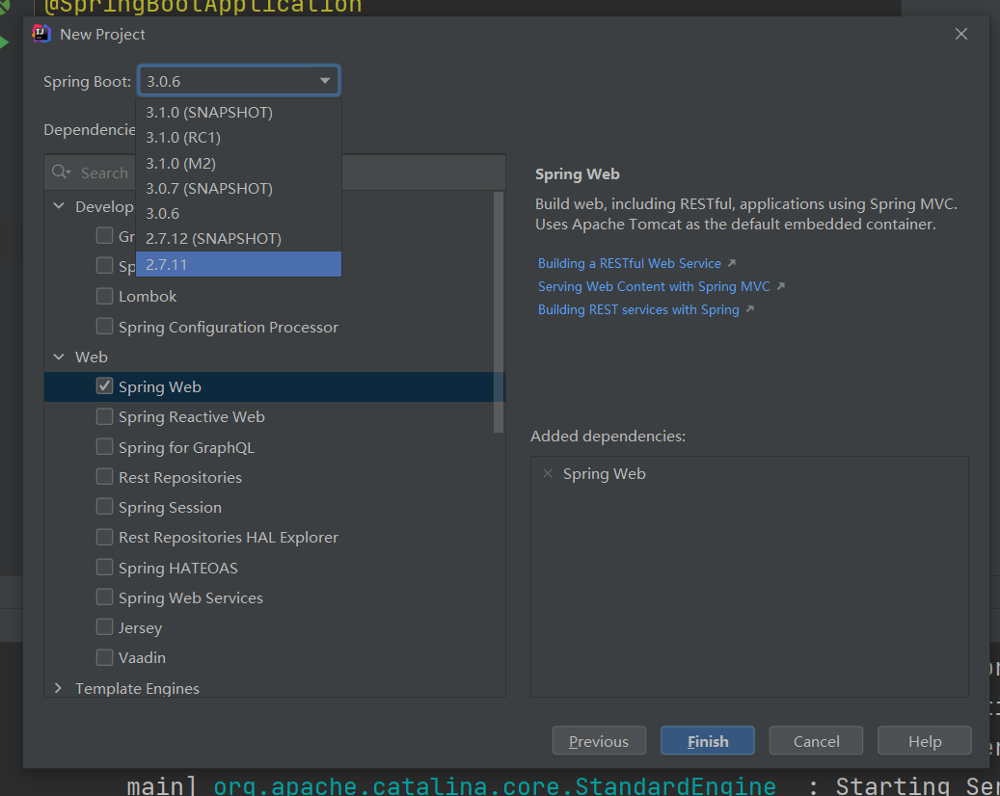 @SpringBootApplication
New Project
Spring Boot:
3.0.6
3.1.0 (SNAPSHOT)
3.1.0 (RC1)
3.1.0 (M2)
3.0.7 (SNAPSHOT)
3.0.6
2.7.12 (SNAPSHOT)
2.7.11
Dependencie
Search
Develop
Gr
Sp
Lombok
Spring Configuration Processor
Web
Spring Web
Spring Reactive Web
Spring for GraphQL
Rest Repositories
Spring Session
Rest Repositories HAL Explorer
Spring HATEOAS
Spring Web Services
Jersey
Vaadin
Template Engines
Spring Web
Build web, including RESTful, applications using Spring MVC.
Uses Apache Tomcat as the default embedded container.
Building a RESTful Web Service
Serving Web Content with Spring MVC
Building REST services with Spring
Added dependencies:
Spring Web
Previous
Finish
Cancel
Help
main] org.apache.catalina.core.StandardEngine : Starting Ser